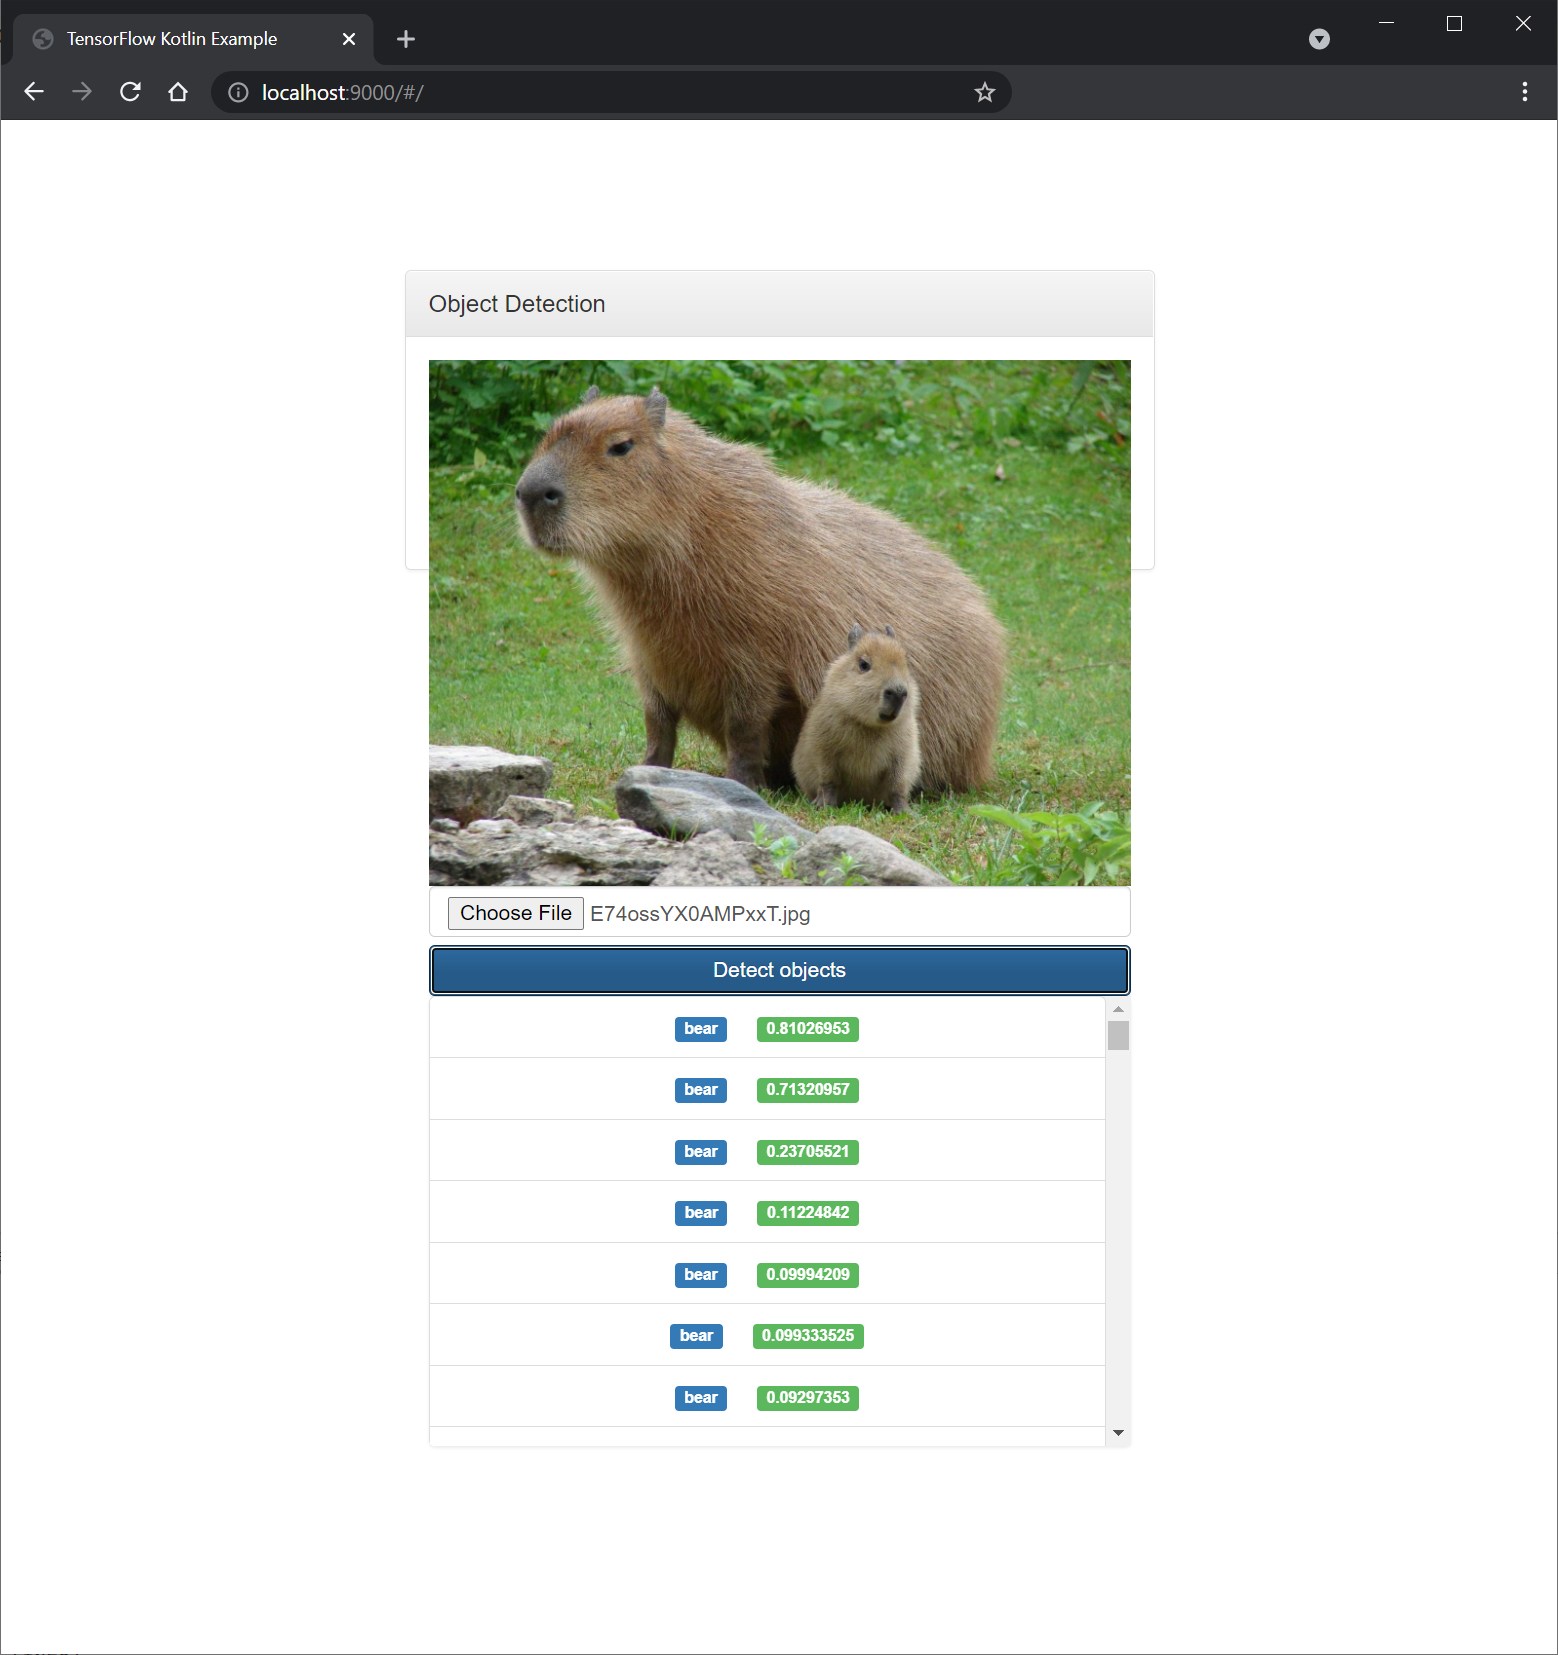 TensorFlow Kotlin Example
localhost:9000/#/
Object Detection
Choose File E74ossYX0AMPxxT.jpg
Detect objects
bear 0.81026953
bear 0.71320957
bear 0.23705521
bear 0.11224842
bear 0.09994209
bear 0.099333525
bear 0.09297353